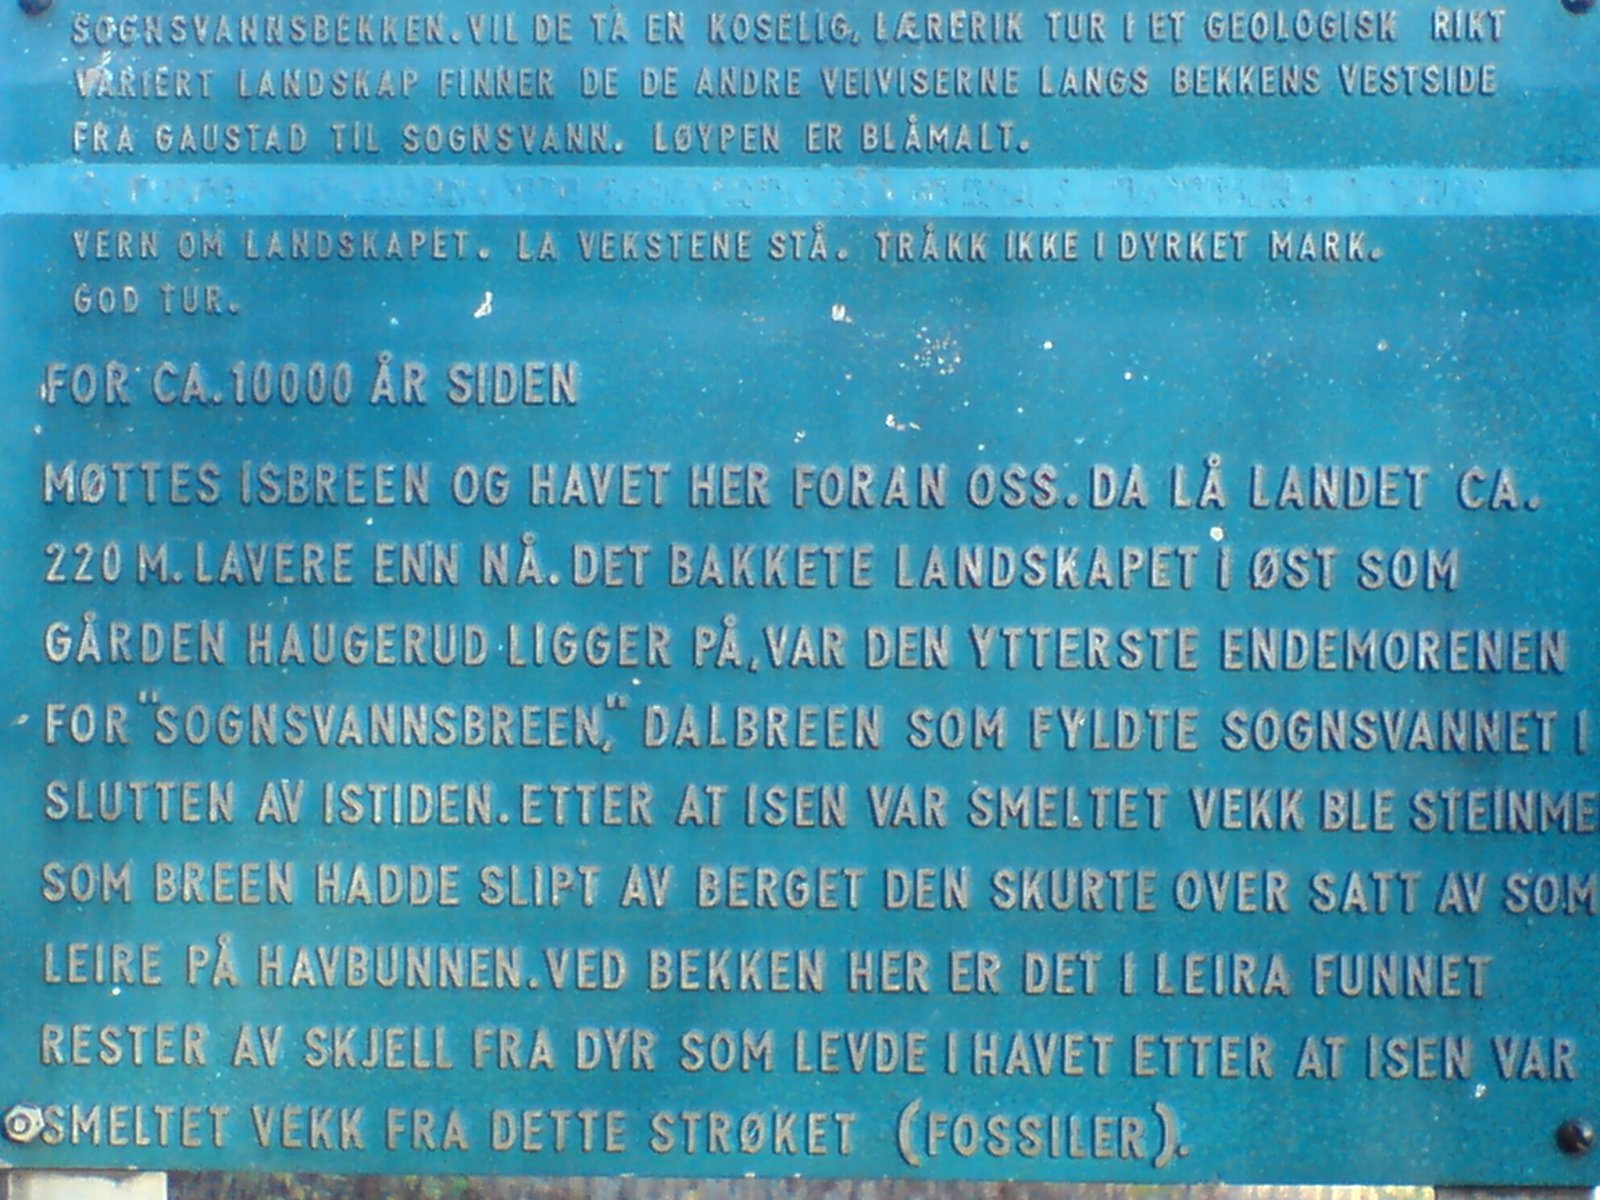 SOGNSVANNSBEKKEN. VIL DE TA EN KOSELIG, LÆRERIK TUR I ET GEOLOGISK RIKT
VARIERT LANDSKAP FINNER DE DE ANDRE VEIVISERNE LANGS BEKKENS VESTSIDE
FRA GAUSTAD TIL SOGNSVANN. LØYPEN ER BLÅMALT.
VERN OM LANDSKAPET. LA VEKSTENE STÅ. TRÅKK IKKE I DYRKET MARK.
GOD TUR.
FOR CA. 10000 ÅR SIDEN
MØTTES ISBREEN OG HAVET HER FORAN OSS. DA LÅ LANDET CA.
220 M. LAVERE ENN NÅ. DET BAKKETE LANDSKAPET I ØST SOM
GÅRDEN HAUGERUD LIGGER PÅ, VAR DEN YTTERSTE ENDEMORENEN
FOR "SOGNSVANNSBREEN," DALBREEN SOM FYLDTE SOGNSVANNET I
SLUTTEN AV ISTIDEN. ETTER AT ISEN VAR SMELTET VEKK BLE STEINME
SOM BREEN HADDE SLIPT AV BERGET DEN SKURTE OVER SATT AV SOM
LEIRE PÅ HAVBUNNEN. VED BEKKEN HER ER DET I LEIRA FUNNET
RESTER AV SKJELL FRA DYR SOM LEVDE I HAVET ETTER AT ISEN VAR
SMELTET VEKK FRA DETTE STRØKET (FOSSILER).